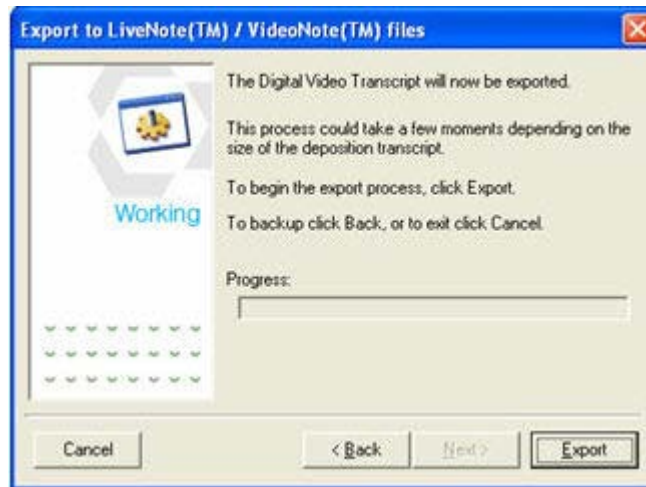 Export to LiveNote(TM) / VideoNote(TM) files
The Digital Video Transcript will now be exported.
This process could take a few moments depending on the
size of the deposition transcript.
To begin the export process, click Export.
To backup click Back, or to exit click Cancel.
Working
Progress:
Cancel
< Back
Next >
Export